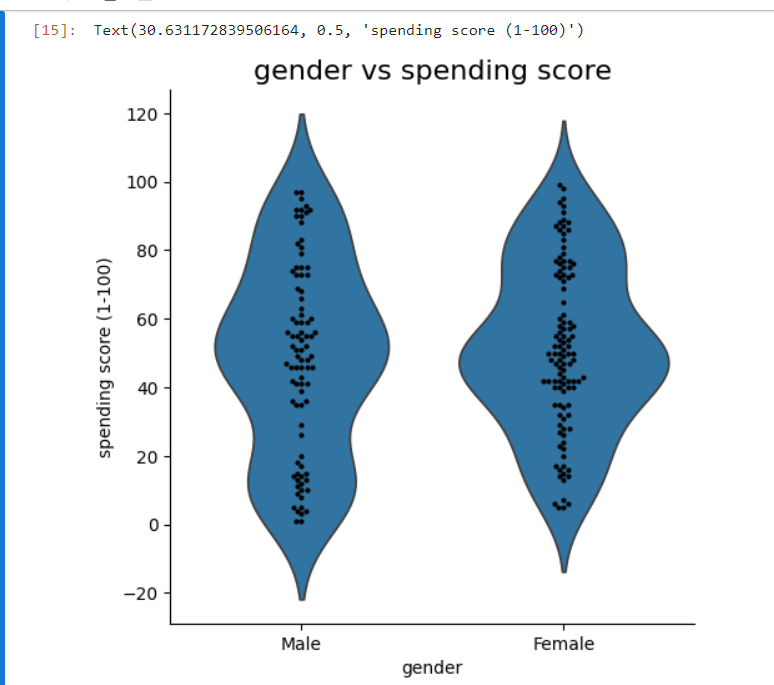 [15]: Text(30.631172839506164, 0.5, 'spending score (1-100)')
gender vs spending score
120
100
80
60
40
20
0
−20
spending score (1-100)
Male Female
gender